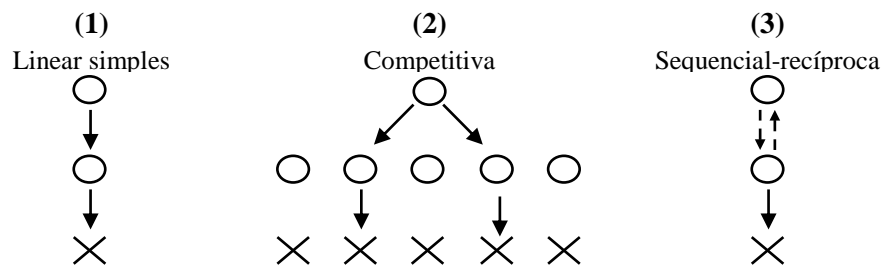 (1) (2) (3)
Linear simples Competitiva Sequencial-recíproca